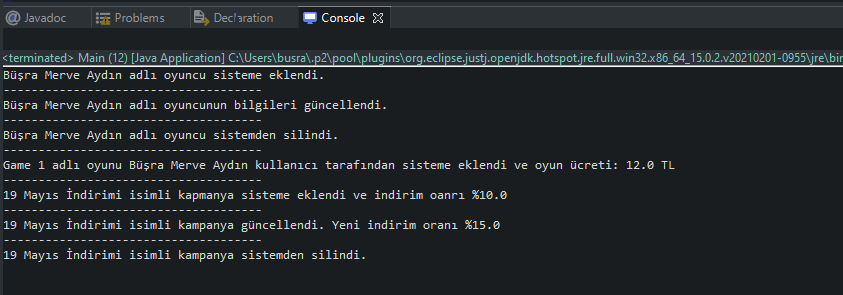 Javadoc Problems Declaration Console
<terminated> Main (12) [Java Application] C:\Users\busra\.p2\pool\plugins\org.eclipse.justj.openjdk.hotspot.jre.full.win32.x86_64_15.0.2.v20210201-0955\jre\bin
Büşra Merve Aydın adlı oyuncu sisteme eklendi.
------------------------------------
Büşra Merve Aydın adlı oyuncunun bilgileri güncellendi.
------------------------------------
Büşra Merve Aydın adlı oyuncu sistemden silindi.
------------------------------------
Game 1 adlı oyunu Büşra Merve Aydın kullanıcı tarafından sisteme eklendi ve oyun ücreti: 12.0 TL
------------------------------------
19 Mayıs İndirimi isimli kapmanya sisteme eklendi ve indirim oanrı %10.0
------------------------------------
19 Mayıs İndirimi isimli kampanya güncellendi. Yeni indirim oranı %15.0
------------------------------------
19 Mayıs İndirimi isimli kampanya sistemden silindi.